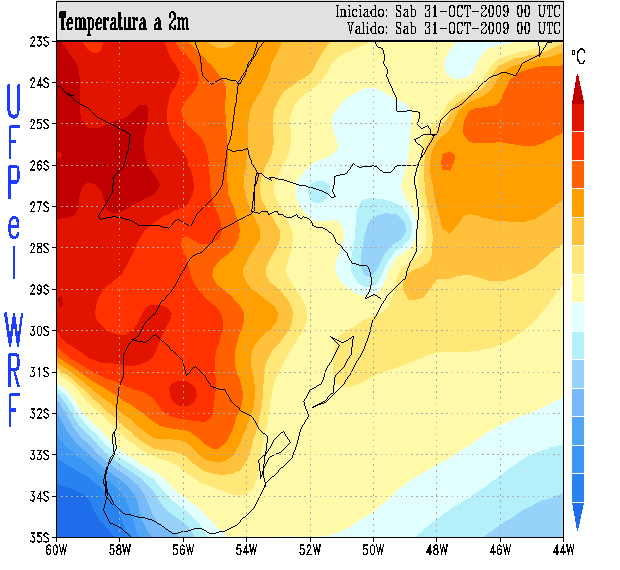 Temperatura a 2m
Iniciado: Sab 31-OCT-2009 00 UTC
Valido: Sab 31-OCT-2009 00 UTC
°C
UFPel WRF
23S
24S
25S
26S
27S
28S
29S
30S
31S
32S
33S
34S
35S
60W 58W 56W 54W 52W 50W 48W 46W 44W